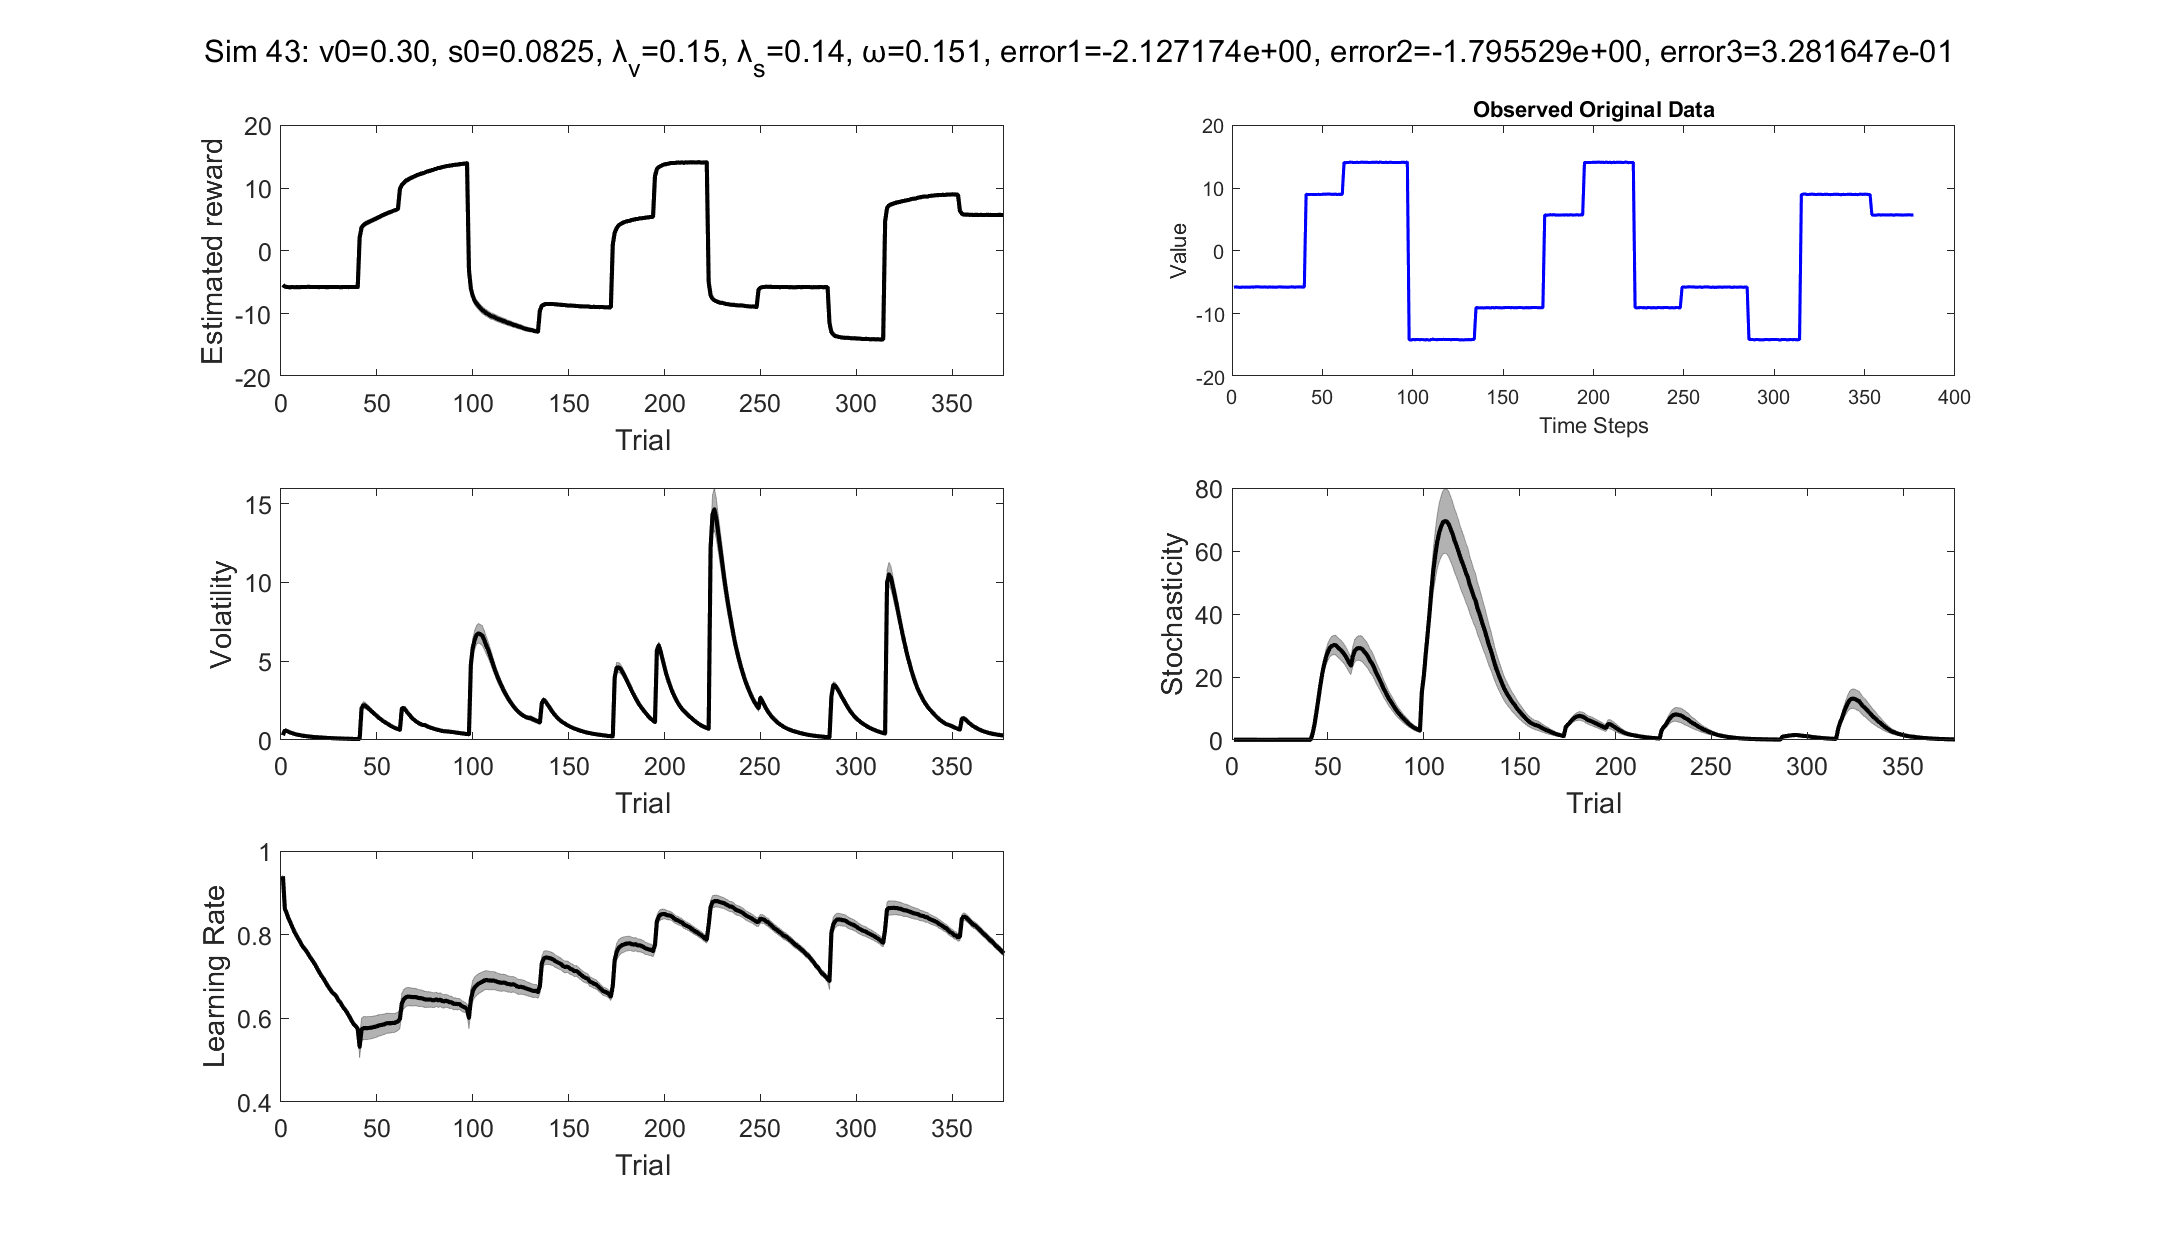 Sim 43: v0=0.30, s0=0.0825, λv=0.15, λs=0.14, ω=0.151, error1=-2.127174e+00, error2=-1.795529e+00, error3=3.281647e-01
20
10
0
-10
-20
Estimated reward
0 50 100 150 200 250 300 350
Trial
Observed Original Data
20
10
0
-10
-20
Value
0 50 100 150 200 250 300 350 400
Time Steps
15
10
5
0
Volatility
0 50 100 150 200 250 300 350
Trial
80
60
40
20
0
Stochasticity
0 50 100 150 200 250 300 350
Trial
1
0.8
0.6
0.4
Learning Rate
0 50 100 150 200 250 300 350
Trial